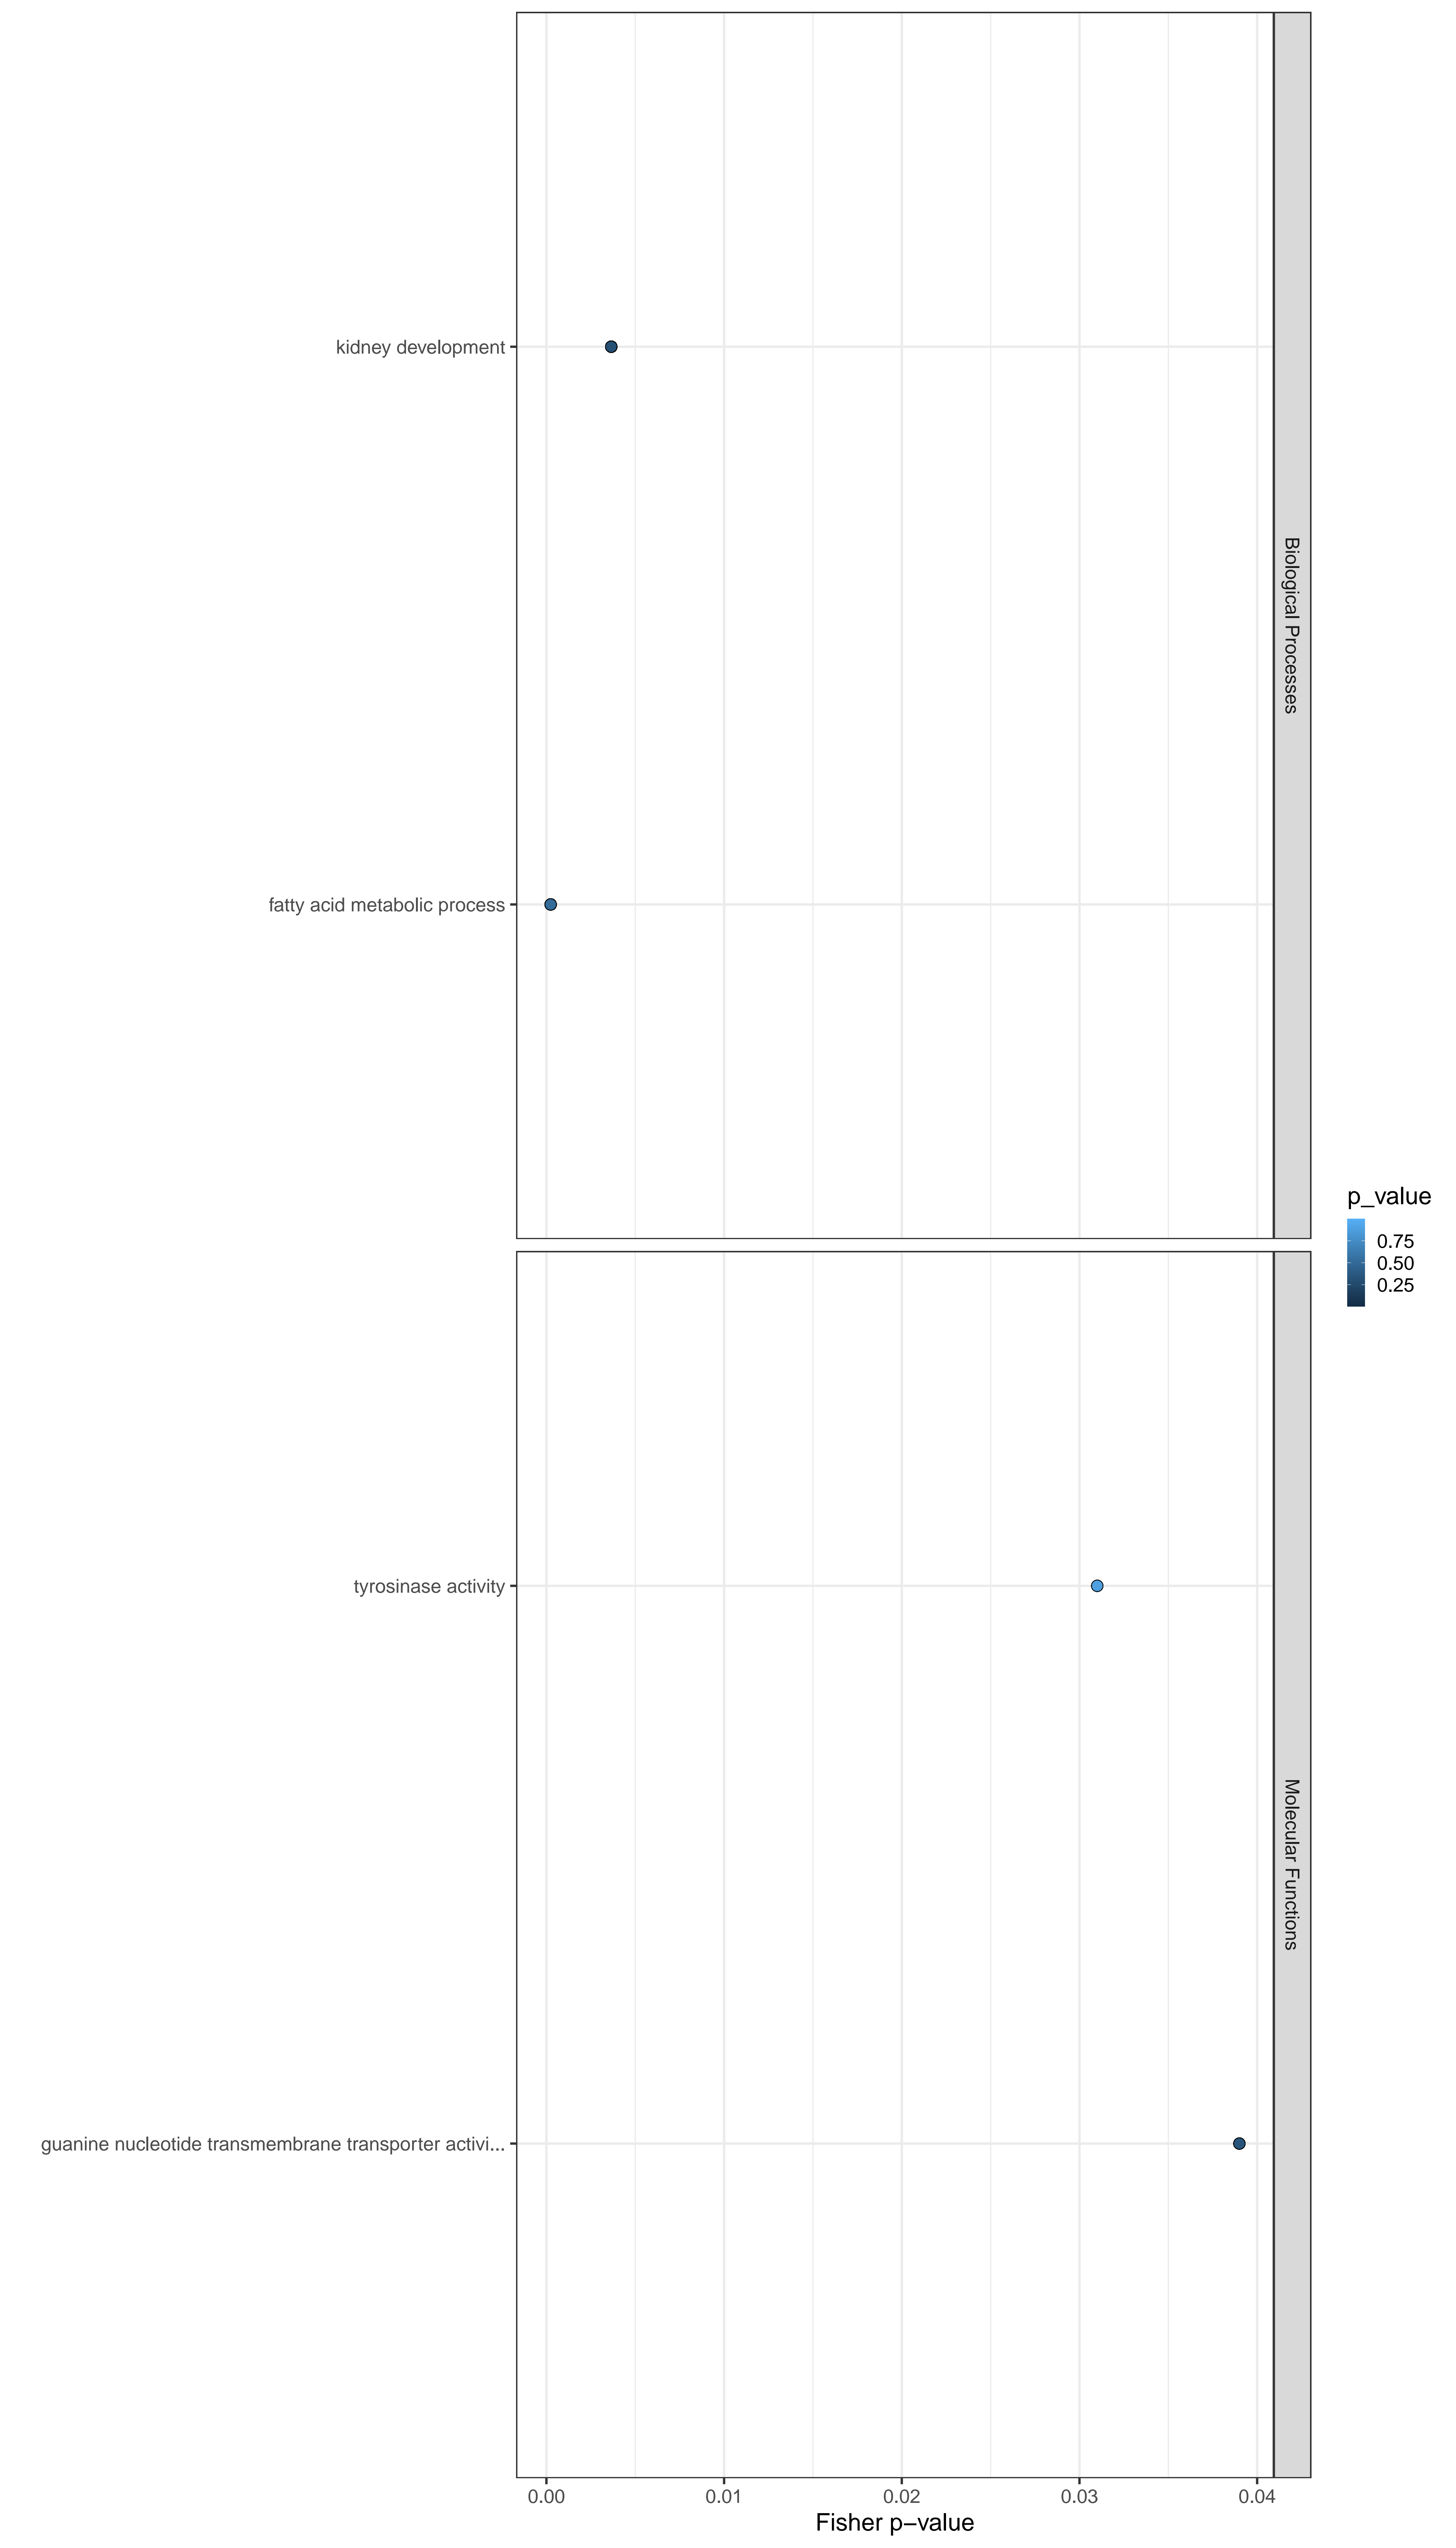 kidney development
fatty acid metabolic process
Biological Processes
tyrosinase activity
guanine nucleotide transmembrane transporter activi...
Molecular Functions
0.00 0.01 0.02 0.03 0.04
Fisher p−value
p_value
0.75
0.50
0.25